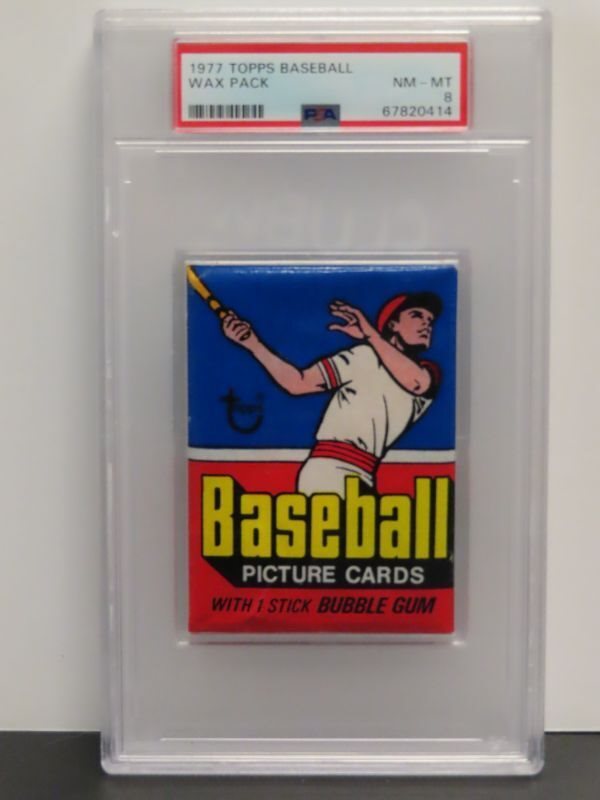 1977 TOPPS BASEBALL
WAX PACK
NM - MT
8
PSA
67820414
Topps
Baseball
PICTURE CARDS
WITH 1 STICK BUBBLE GUM